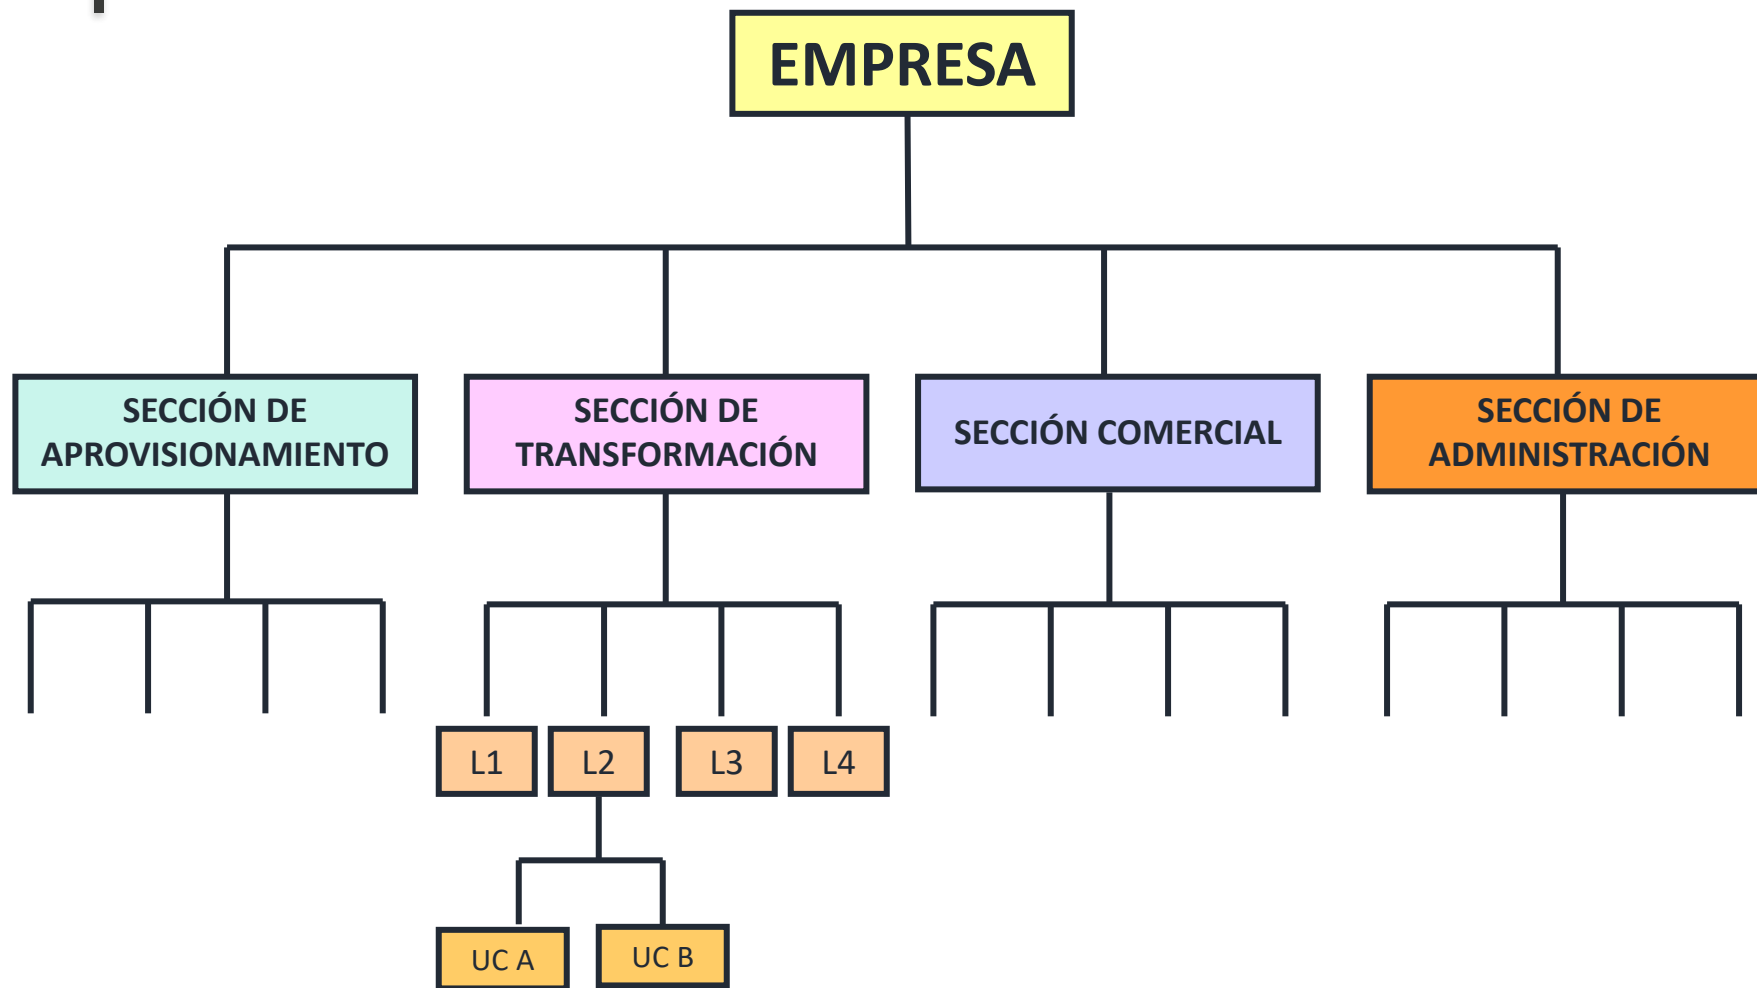 EMPRESA
SECCIÓN DE
APROVISIONAMIENTO
SECCIÓN DE
TRANSFORMACIÓN
SECCIÓN COMERCIAL
SECCIÓN DE
ADMINISTRACIÓN
L1
L2
L3
L4
UC A
UC B